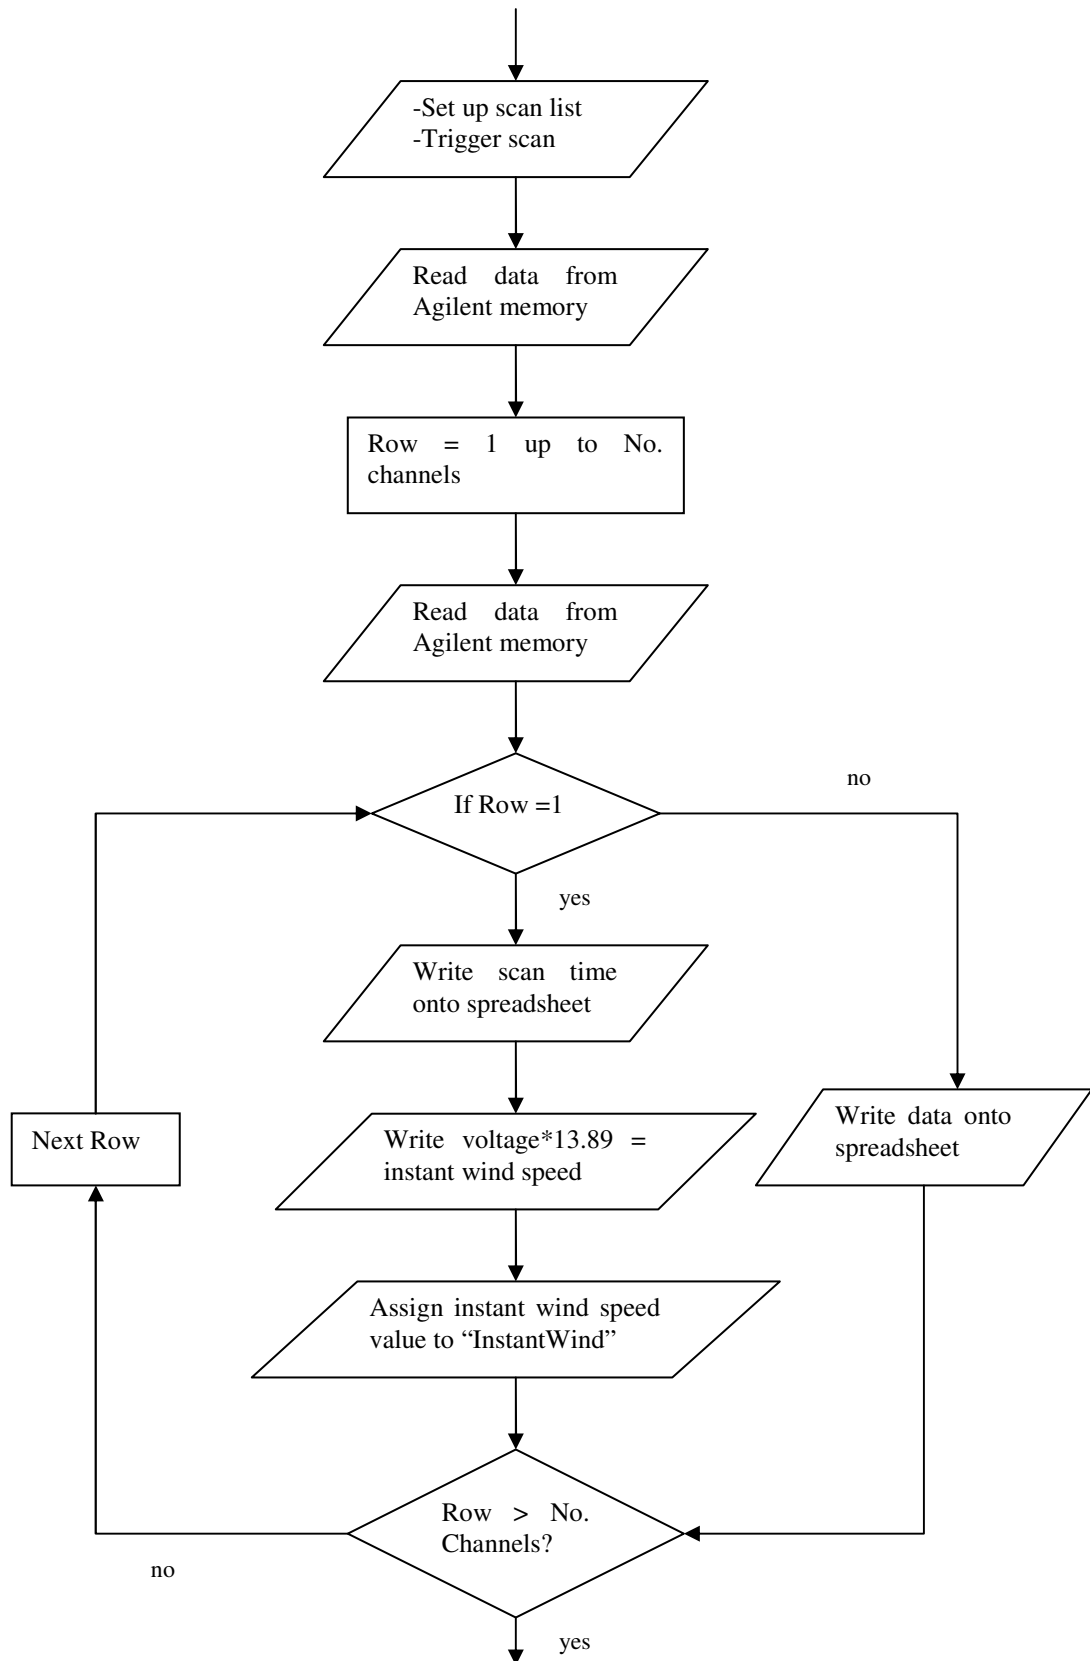 -Set up scan list
-Trigger scan
Read data from
Agilent memory
Row = 1 up to No.
channels
Read data from
Agilent memory
If Row =1
no
yes
Write scan time
onto spreadsheet
Write voltage*13.89 =
instant wind speed
Write data onto
spreadsheet
Next Row
Assign instant wind speed
value to “InstantWind”
Row > No.
Channels?
no
yes